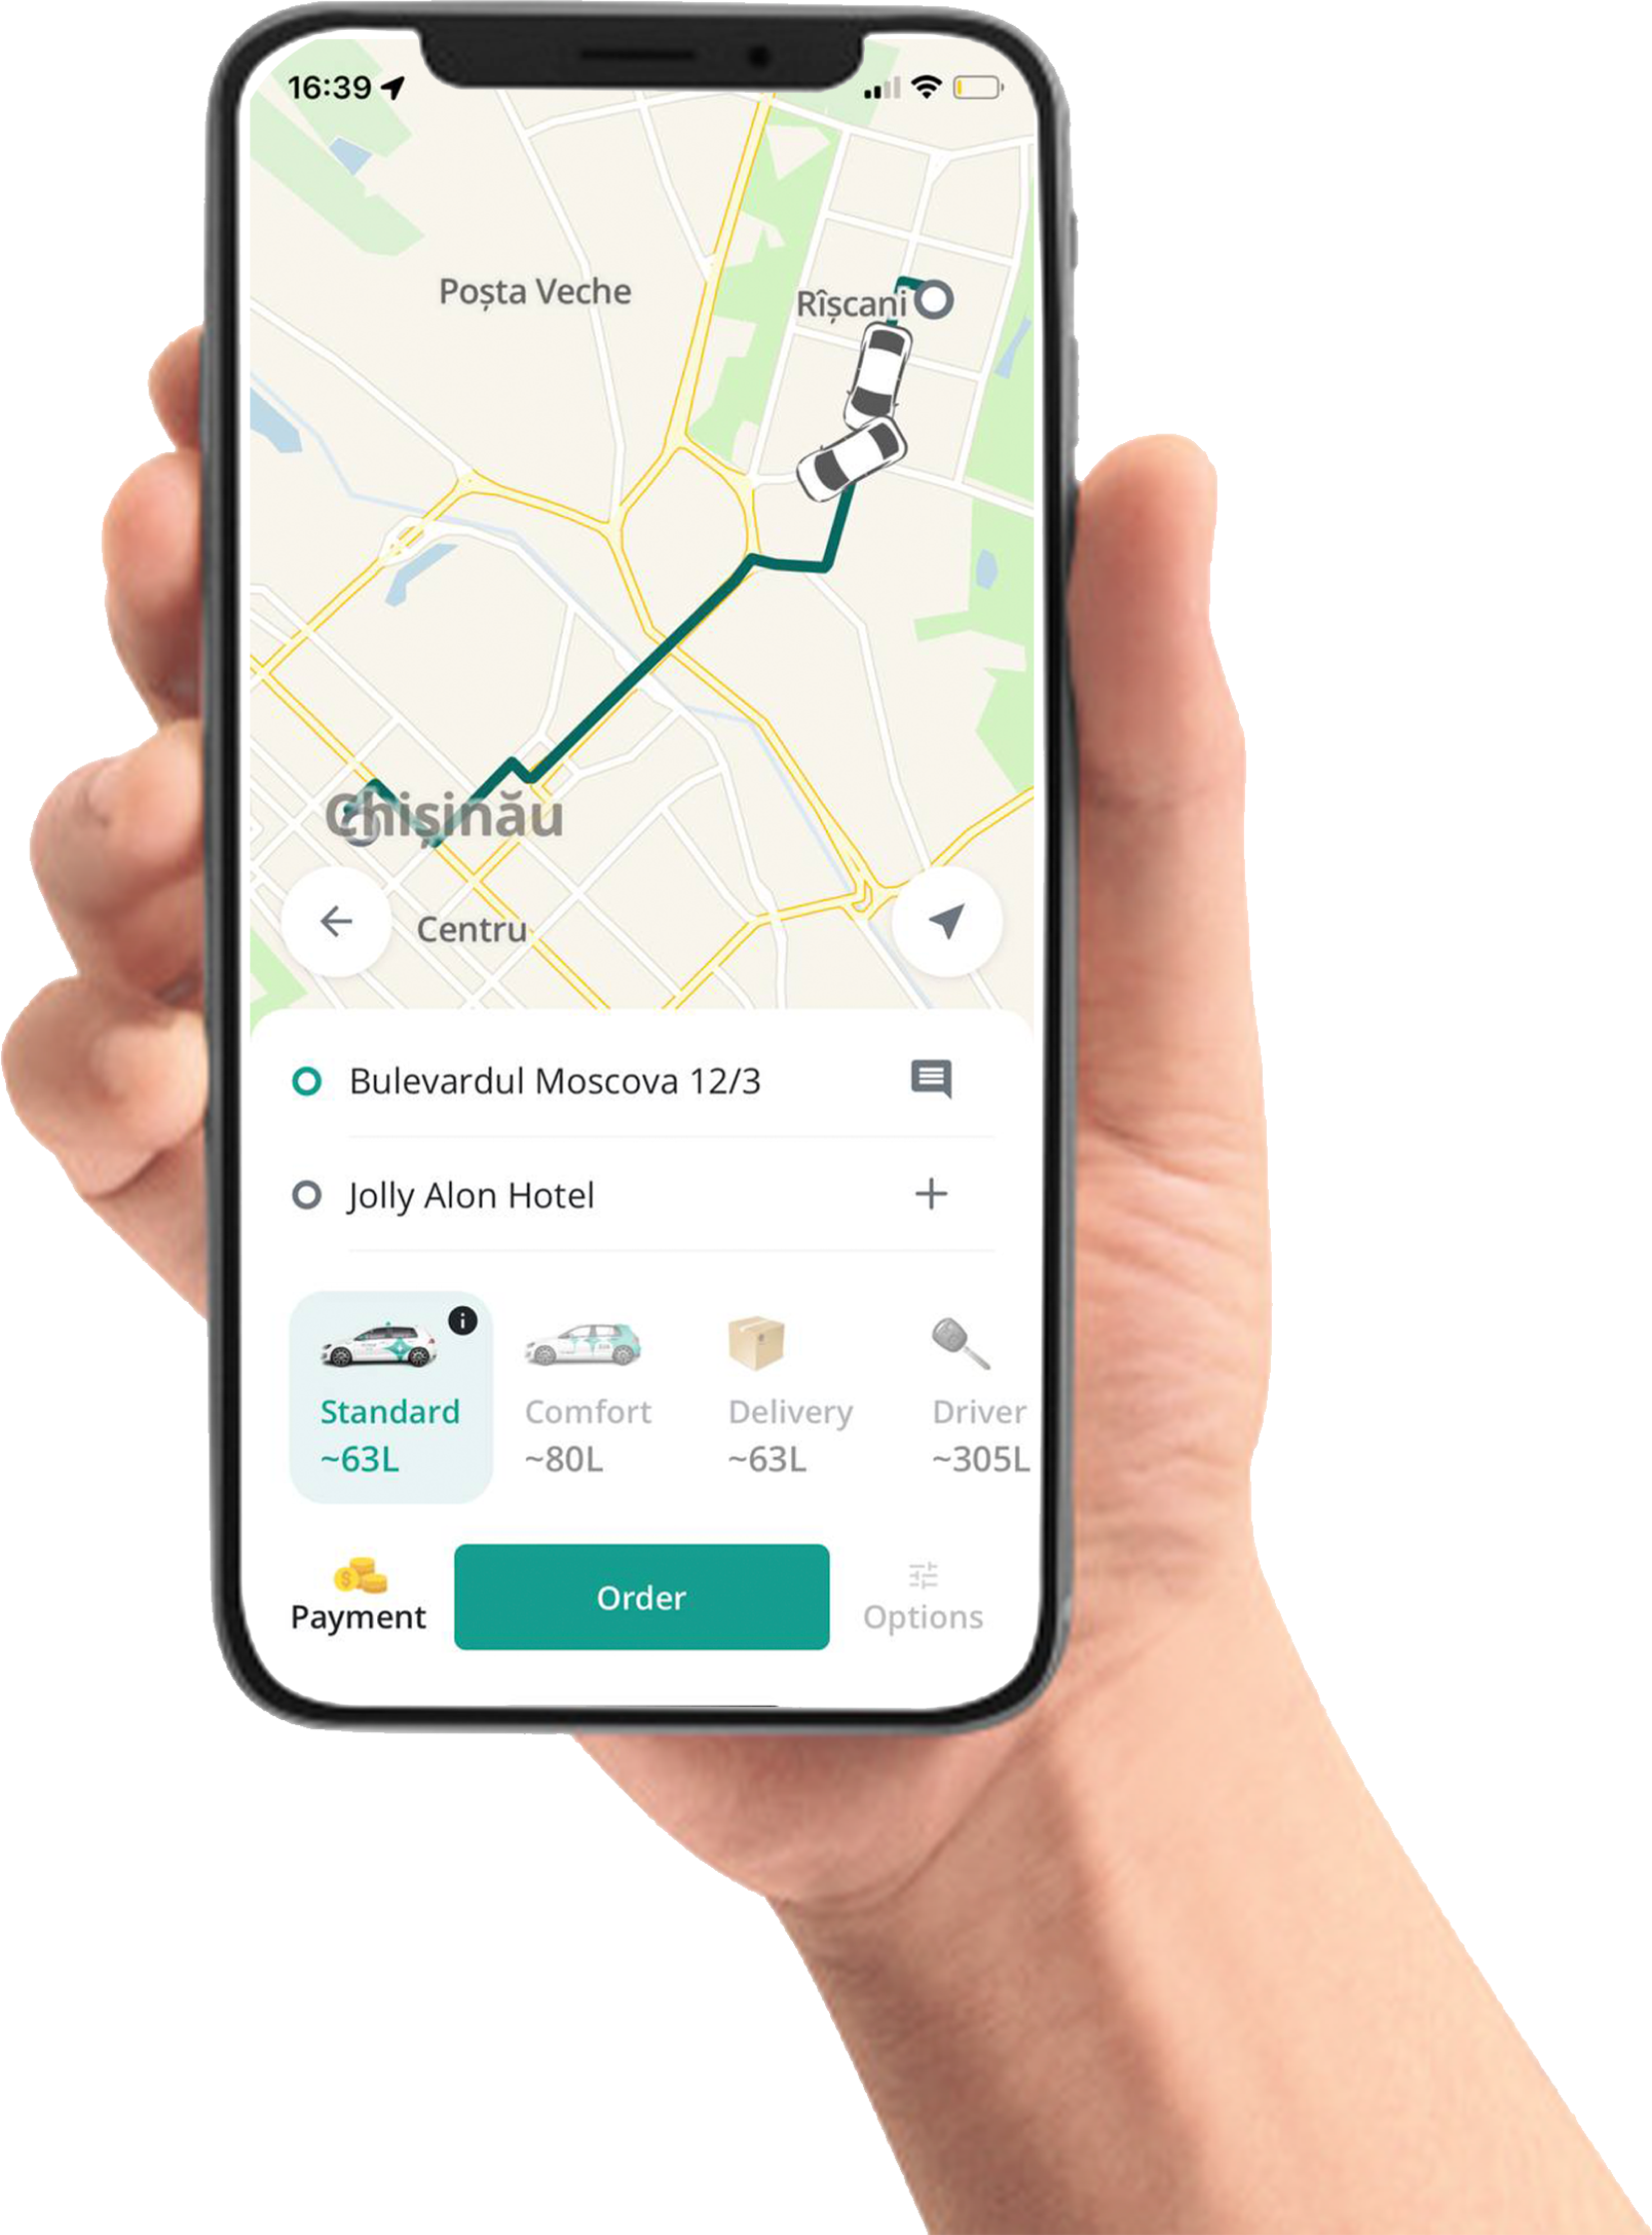 16:39
Poșta Veche
Rîșcani
Chișinău
Centru
Bulevardul Moscova 12/3
Jolly Alon Hotel
i
Standard
Comfort
Delivery
Driver
~63L
~80L
~63L
~305L
$
Payment
Order
Options